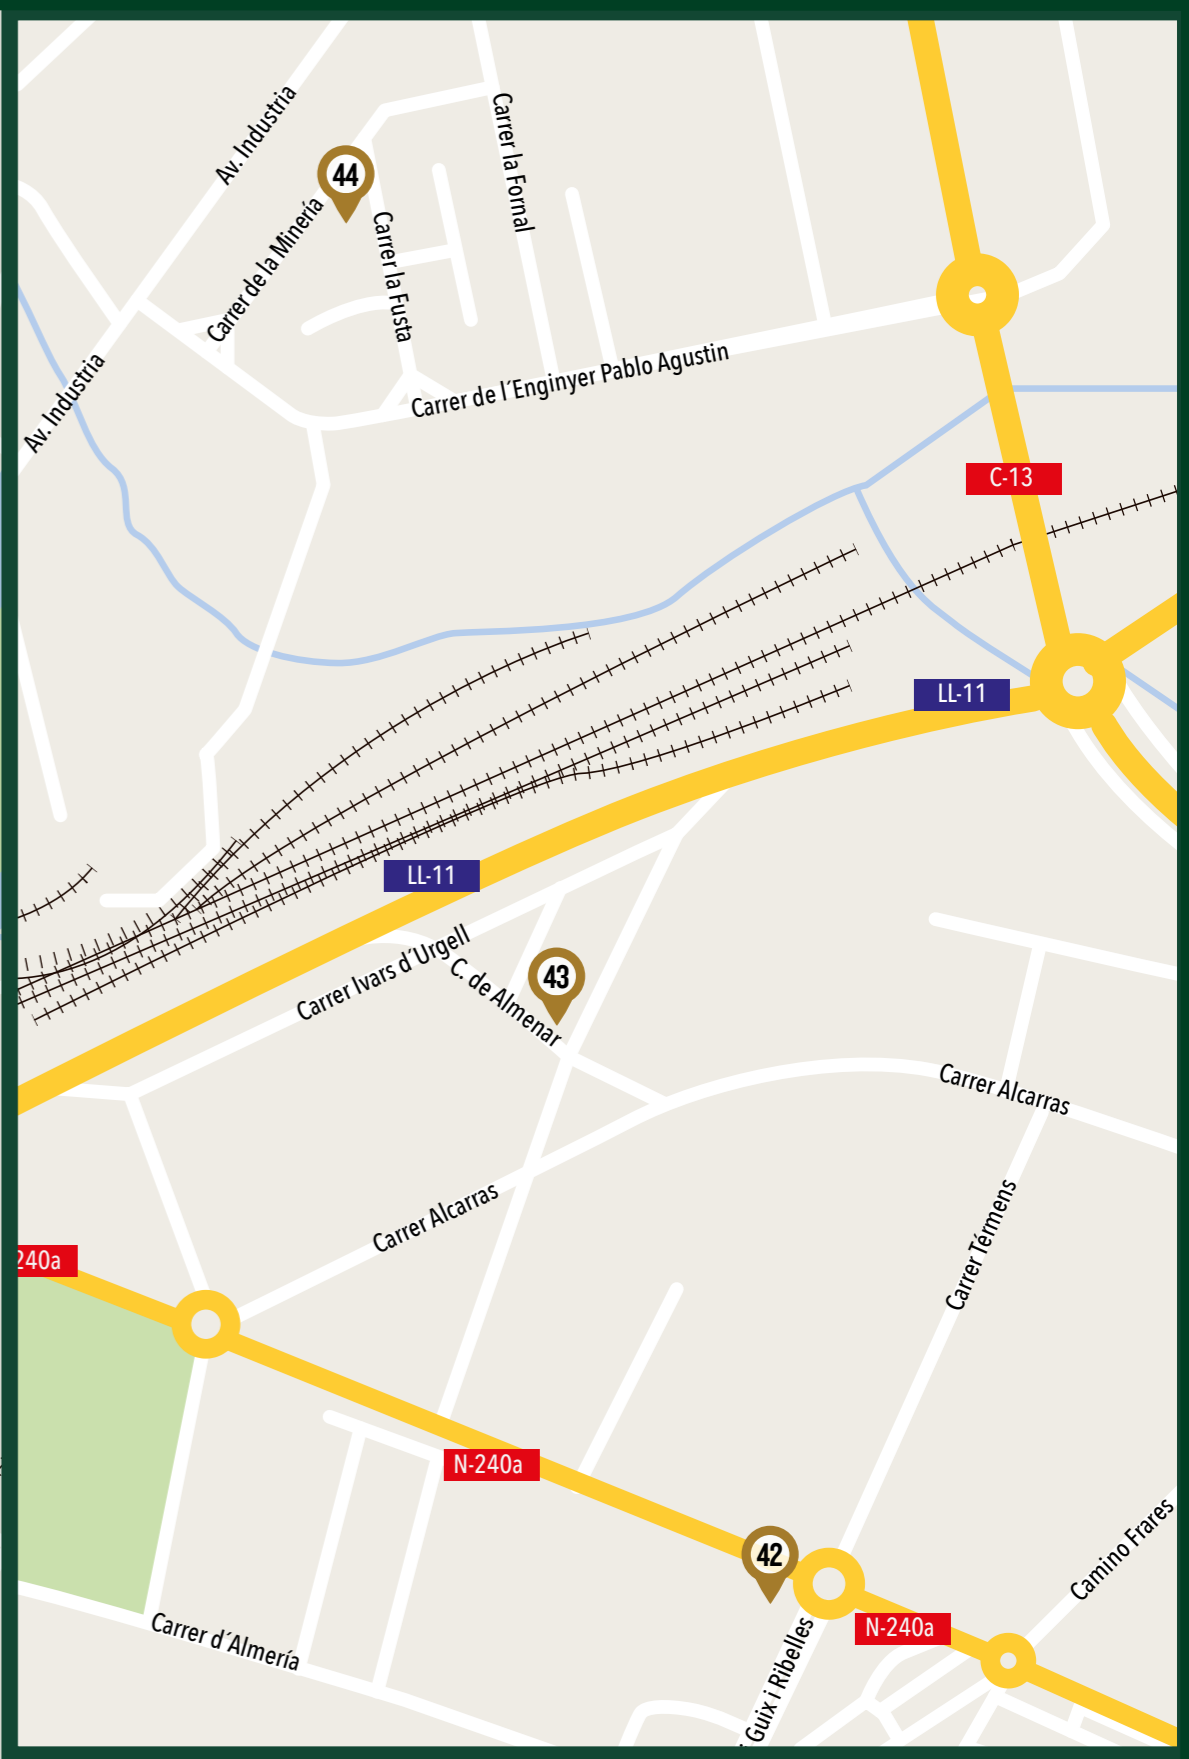 Av. Industria
Carrer la Fornal
44
Carrer de la Minería
Carrer la Fusta
Av. Industria
Carrer de l´Enginyer Pablo Agustin
C-13
LL-11
LL-11
Carrer Ivars d´Urgell
C. de Almenar
43
Carrer Alcarras
Carrer Alcarras
Carrer Térmens
240a
N-240a
42
Camino Frares
N-240a
Carrer d´Almería
i Guix i Ribelles